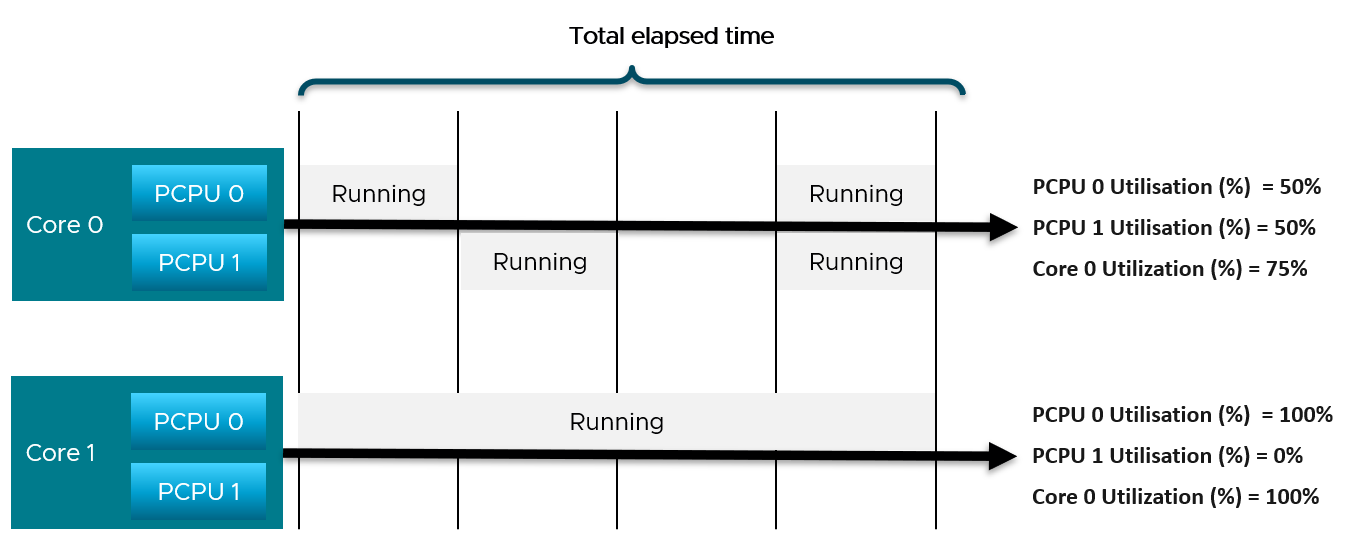 Total elapsed time
Core 0
PCPU 0
PCPU 1
Running
Running
Running
Running
PCPU 0 Utilisation (%) = 50%
PCPU 1 Utilisation (%) = 50%
Core 0 Utilization (%) = 75%
Core 1
PCPU 0
PCPU 1
Running
PCPU 0 Utilisation (%) = 100%
PCPU 1 Utilisation (%) = 0%
Core 0 Utilization (%) = 100%